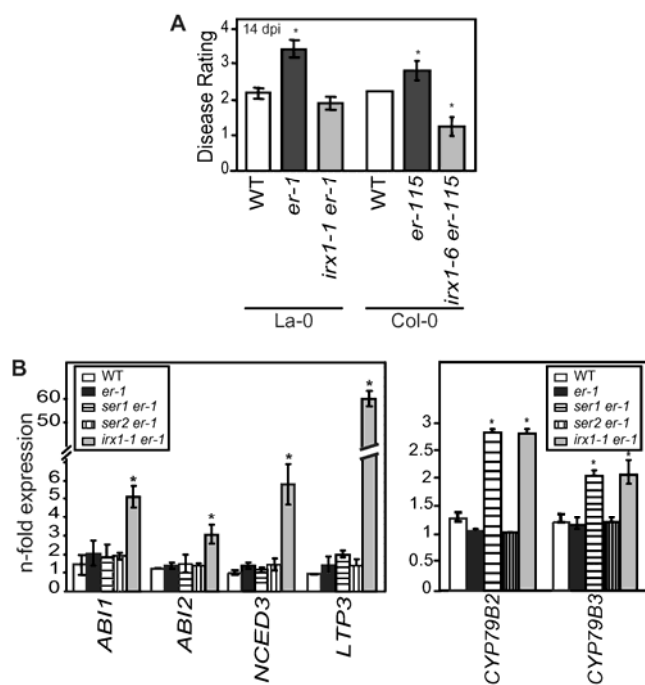 A
14 dpi
Disease Rating
4
3
2
1
0
* * *
WT
er-1
irx1-1 er-1
WT
er-115
irx1-6 er-115
La-0
Col-0
B
n-fold expression
WT
er-1
ser1 er-1
ser2 er-1
irx1-1 er-1
60
50
6
5
4
3
2
1
0
* * * *
ABI1
ABI2
NCED3
LTP3
WT
er-1
ser1 er-1
ser2 er-1
irx1-1 er-1
3
2.5
2
1.5
1
0.5
0
* * * *
CYP79B2
CYP79B3